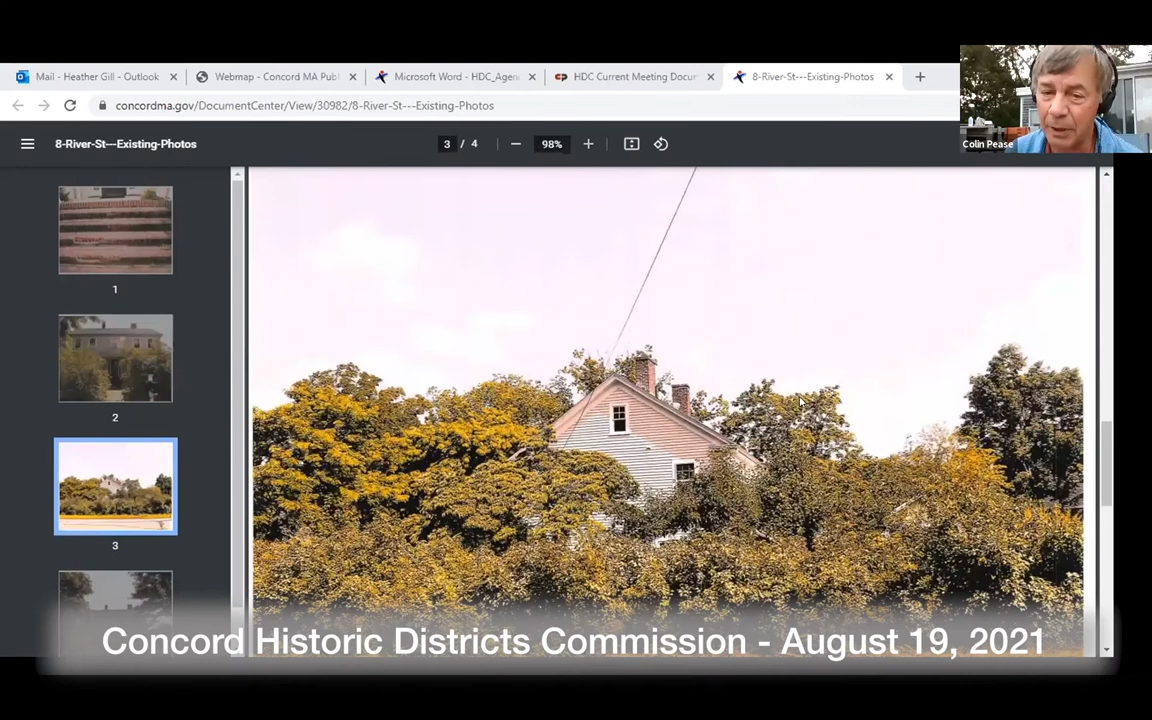 Mail - Heather Gill - Outlook
Webmap - Concord MA Publ
Microsoft Word - HDC_Agen
HDC Current Meeting Docum
8-River-St---Existing-Photos
concordma.gov/DocumentCenter/View/30982/8-River-St---Existing-Photos
8-River-St---Existing-Photos
3 / 4
98%
Colin Pease
1
2
3
Concord Historic Districts Commission - August 19, 2021